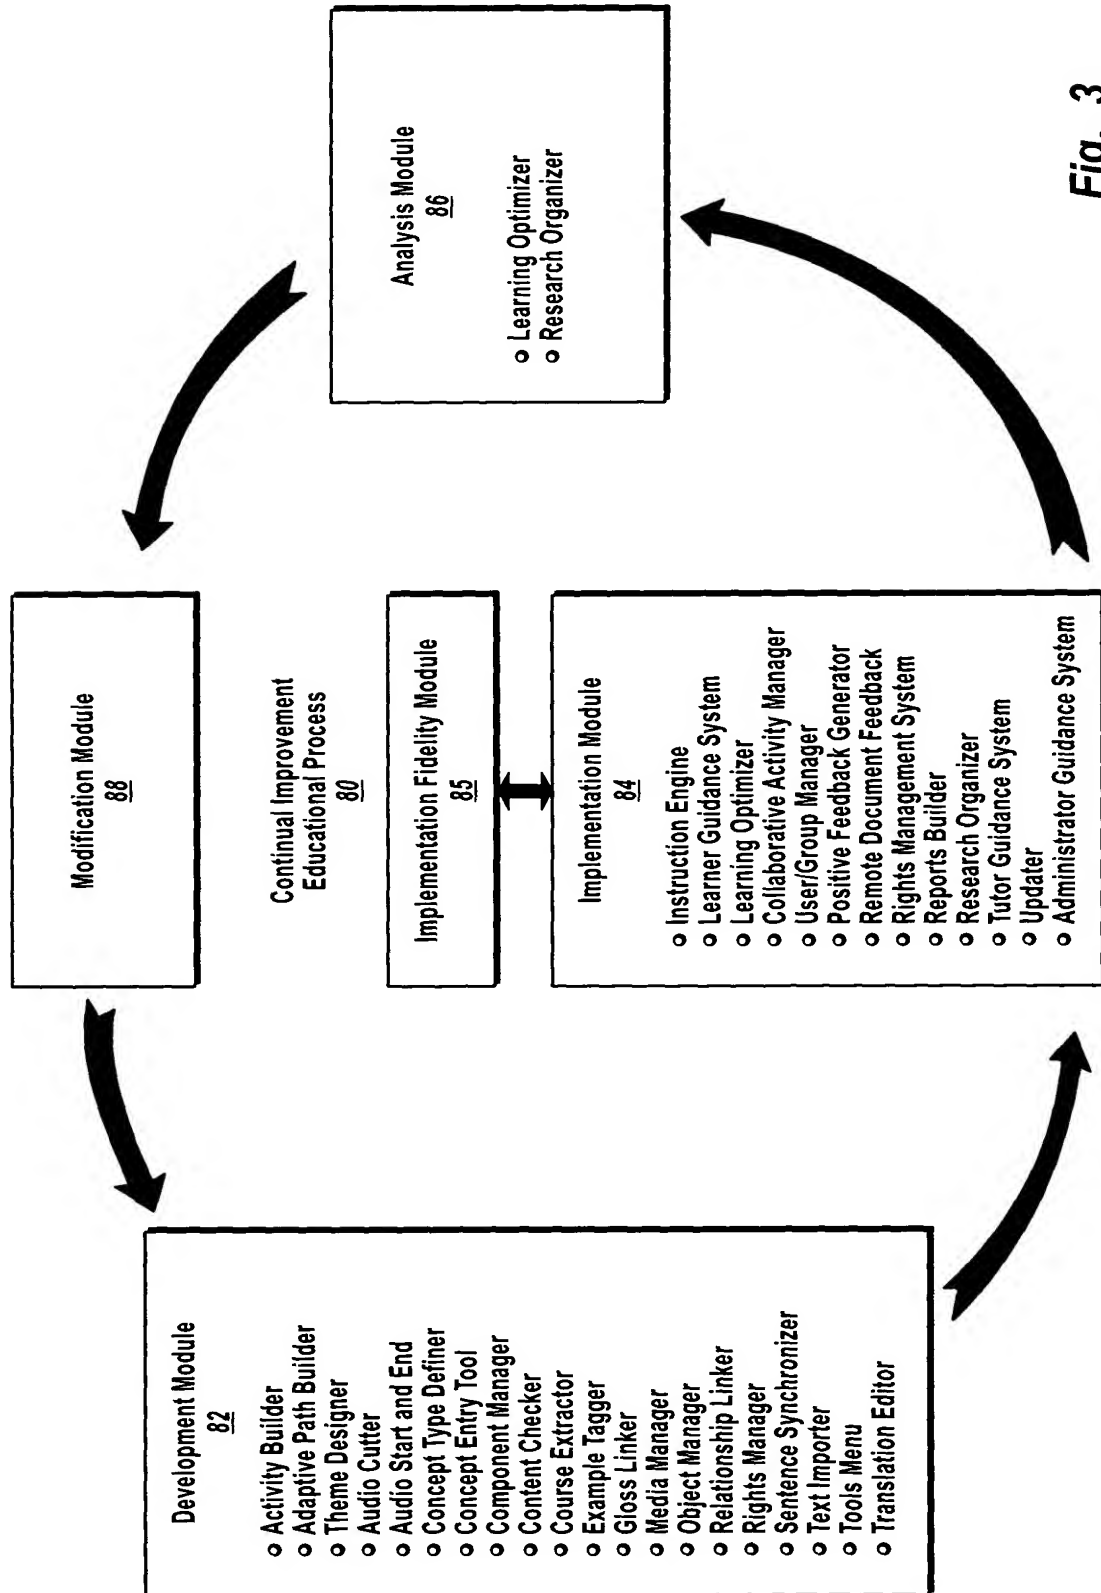 Modification Module
88
Continual Improvement
Educational Process
80
Development Module
82
Activity Builder
Adaptive Path Builder
Theme Designer
Audio Cutter
Audio Start and End
Concept Type Definer
Concept Entry Tool
Component Manager
Content Checker
Course Extractor
Example Tagger
Gloss Linker
Media Manager
Object Manager
Relationship Linker
Rights Manager
Sentence Synchronizer
Text Importer
Tools Menu
Translation Editor
Implementation Fidelity Module
85
Implementation Module
84
Instruction Engine
Learner Guidance System
Learning Optimizer
Collaborative Activity Manager
User/Group Manager
Positive Feedback Generator
Remote Document Feedback
Rights Management System
Reports Builder
Research Organizer
Tutor Guidance System
Updater
Administrator Guidance System
Analysis Module
86
Learning Optimizer
Research Organizer
Fig. 3